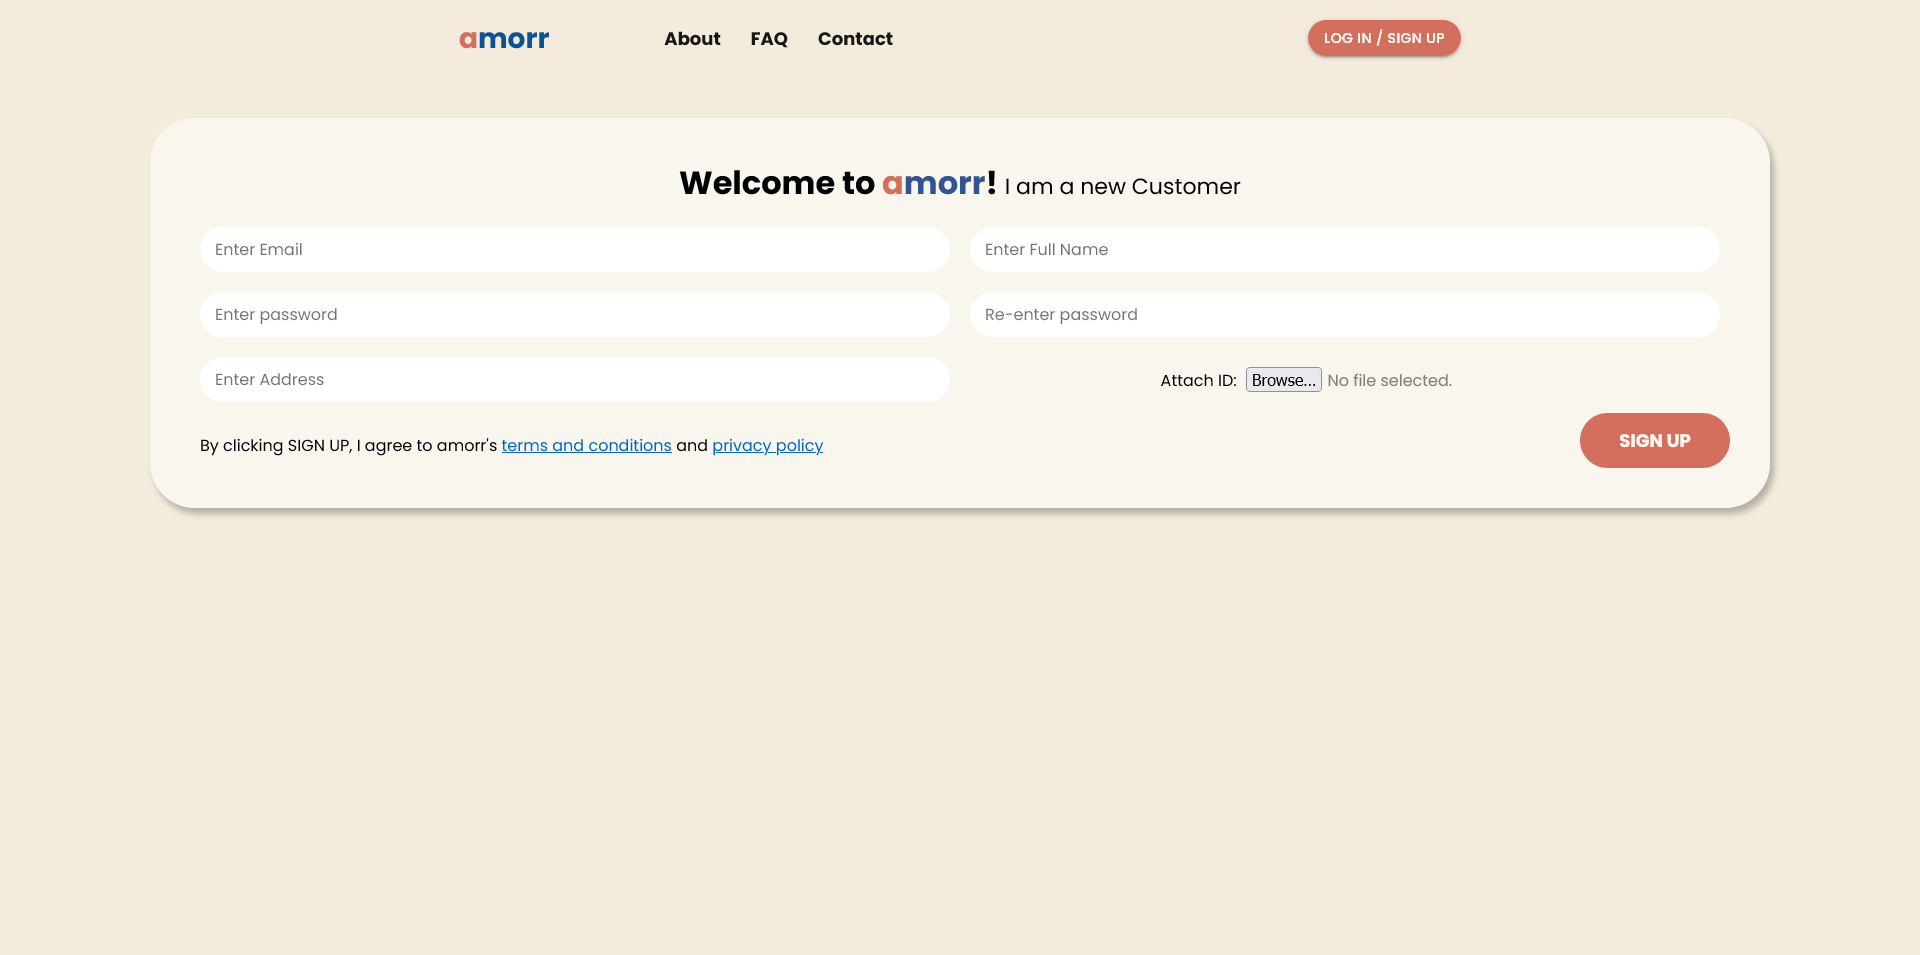 amorr About FAQ Contact LOG IN / SIGN UP
Welcome to amorr! I am a new Customer
Enter Email Enter Full Name
Enter password Re-enter password
Enter Address Attach ID: Browse... No file selected.
By clicking SIGN UP, I agree to amorr's terms and conditions and privacy policy SIGN UP